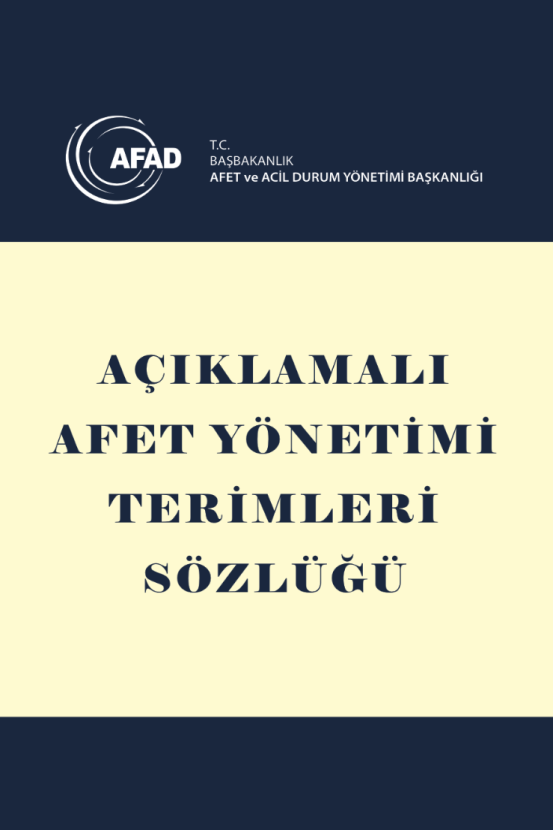 AFAD
T.C.
BAŞBAKANLIK
AFET ve ACİL DURUM YÖNETİMİ BAŞKANLIĞI
AÇIKLAMALI
AFET YÖNETİMİ
TERİMLERİ
SÖZLÜĞÜ